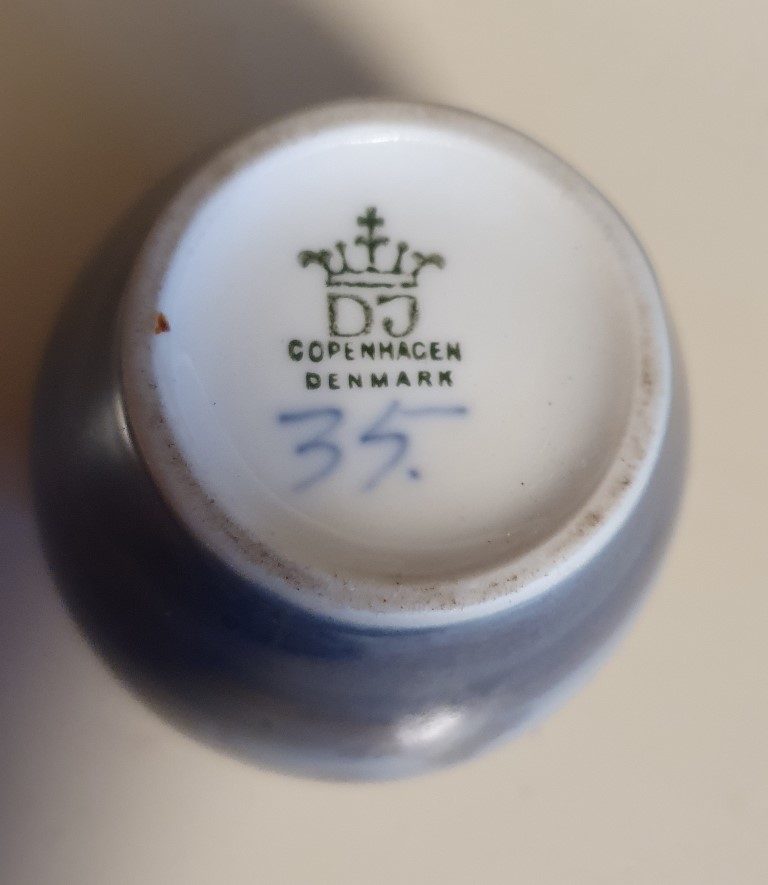 DJ
COPENHAGEN
DENMARK
35.